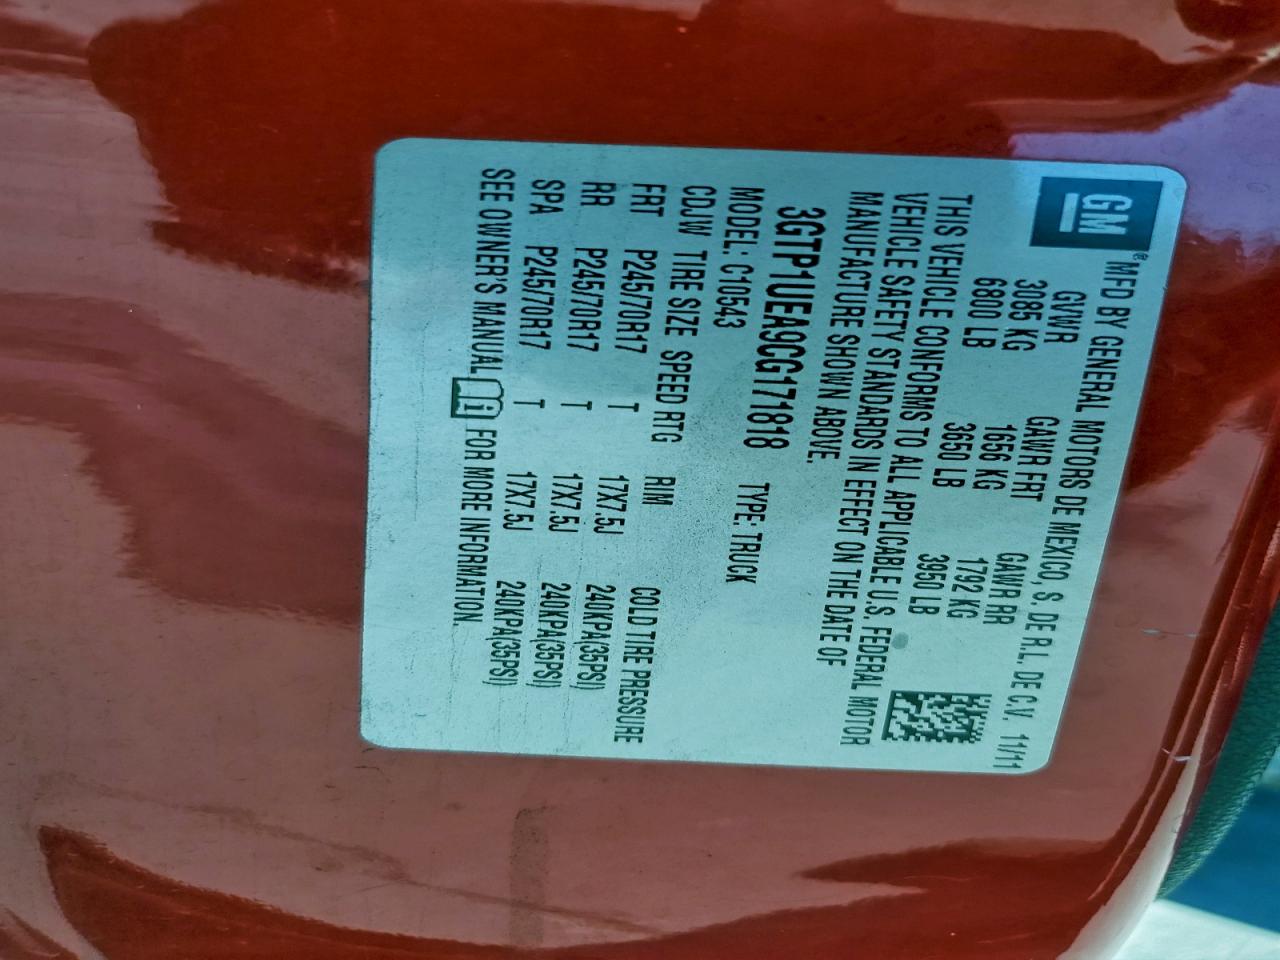 GM
®MFD BY GENERAL MOTORS DE MEXICO, S. DE R.L. DE C.V. 11/11
GVWR GAWR FRT GAWR RR
3085 KG 1656 KG 1792 KG
6800 LB 3650 LB 3950 LB
THIS VEHICLE CONFORMS TO ALL APPLICABLE U.S. FEDERAL MOTOR
VEHICLE SAFETY STANDARDS IN EFFECT ON THE DATE OF
MANUFACTURE SHOWN ABOVE.
3GTP1UEA9CG171818
MODEL: C10543 TYPE: TRUCK
CDJW TIRE SIZE SPEED RTG RIM COLD TIRE PRESSURE
FRT P245/70R17 T 17X7.5J 240KPA(35PSI)
RR P245/70R17 T 17X7.5J 240KPA(35PSI)
SPA P245/70R17 T 17X7.5J 240KPA(35PSI)
SEE OWNER'S MANUAL FOR MORE INFORMATION.